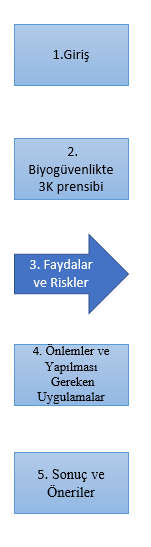 1.Giriş
2.
Biyogüvenlikte
3K prensibi
3. Faydalar
ve Riskler
4. Önlemler ve
Yapılması
Gereken
Uygulamalar
5. Sonuç ve
Öneriler